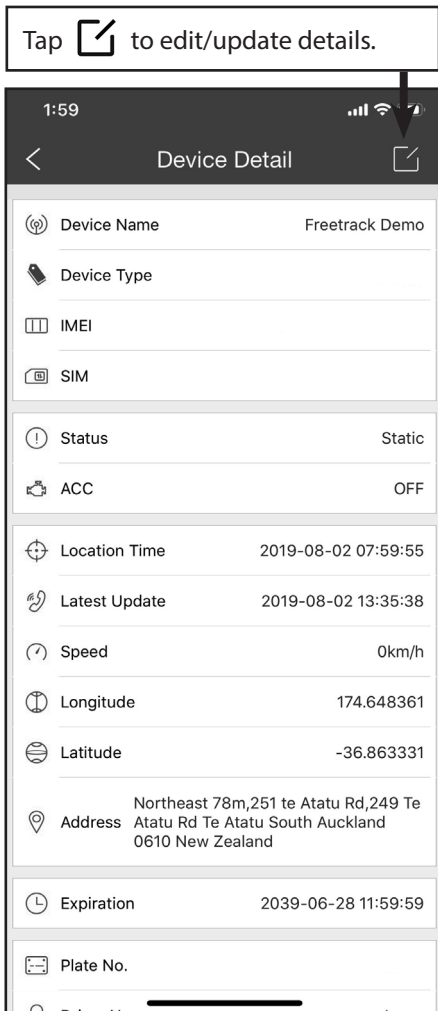 Tap to edit/update details.
1:59
Device Detail
Device Name Freetrack Demo
Device Type
IMEI
SIM
Status Static
ACC OFF
Location Time 2019-08-02 07:59:55
Latest Update 2019-08-02 13:35:38
Speed 0km/h
Longitude 174.648361
Latitude -36.863331
Northeast 78m,251 te Atatu Rd,249 Te
Address Atatu Rd Te Atatu South Auckland
0610 New Zealand
Expiration 2039-06-28 11:59:59
Plate No.